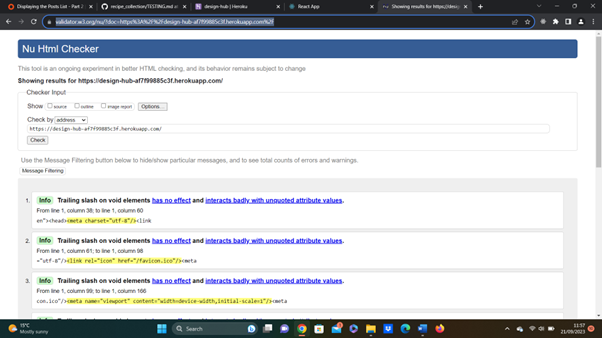 Displaying the Posts List - Part 2
recipe_collection/TESTING.md at
design-hub | Heroku
React App
Showing results for https://desig
validator.w3.org/nu/?doc=https%3A%2F%2Fdesign-hub-af7f99885c3f.herokuapp.com%2F
Nu Html Checker
This tool is an ongoing experiment in better HTML checking, and its behavior remains subject to change
Showing results for https://design-hub-af7f99885c3f.herokuapp.com/
Checker Input
Show source outline image report Options...
Check by address
https://design-hub-af7f99885c3f.herokuapp.com/
Check
Use the Message Filtering button below to hide/show particular messages, and to see total counts of errors and warnings.
Message Filtering
1. Info Trailing slash on void elements has no effect and interacts badly with unquoted attribute values.
From line 1, column 38; to line 1, column 60
en"><head><meta charset="utf-8"/><link
2. Info Trailing slash on void elements has no effect and interacts badly with unquoted attribute values.
From line 1, column 61; to line 1, column 98
="utf-8"/><link rel="icon" href="/favicon.ico"/><meta
3. Info Trailing slash on void elements has no effect and interacts badly with unquoted attribute values.
From line 1, column 99; to line 1, column 166
con.ico"/><meta name="viewport" content="width=device-width,initial-scale=1"/><meta
15°C
Mostly sunny
Search
11:57
21/09/2023